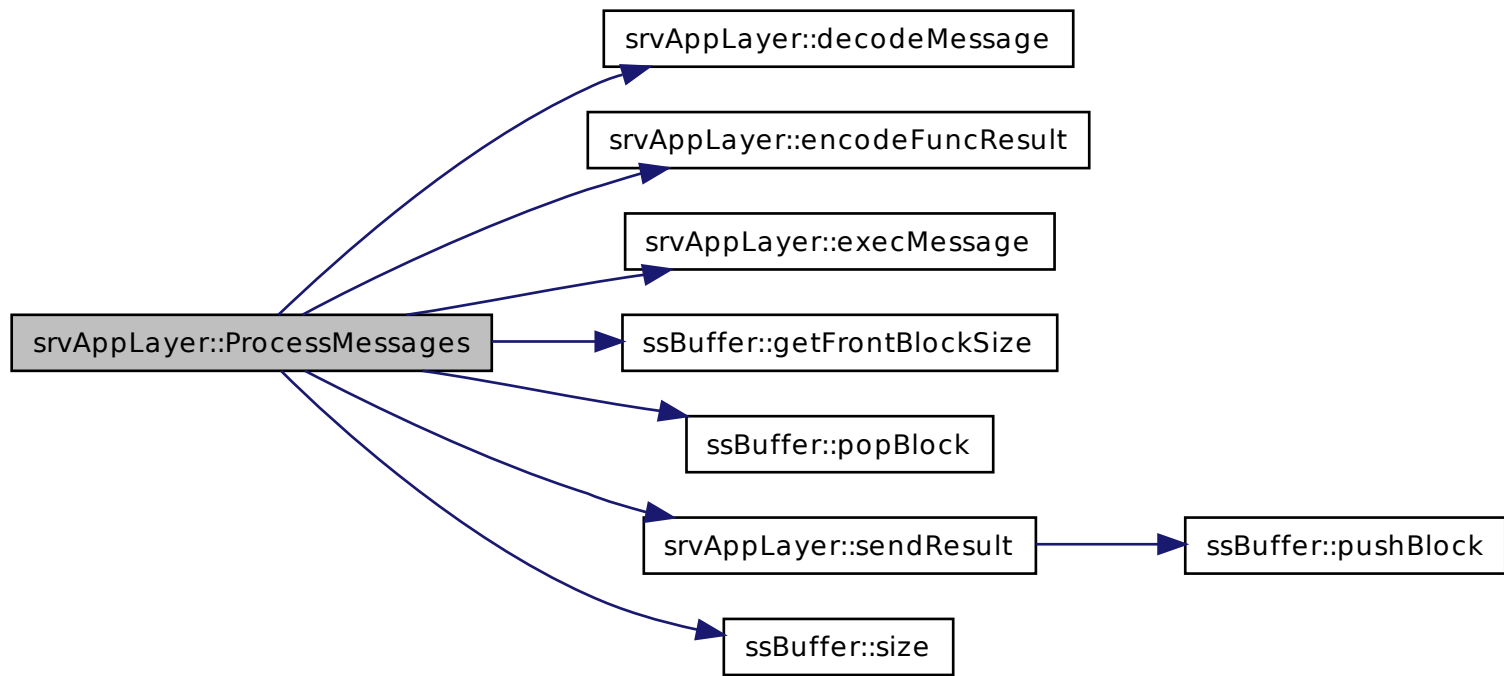 srvAppLayer::decodeMessage
srvAppLayer::encodeFuncResult
srvAppLayer::execMessage
srvAppLayer::ProcessMessages
ssBuffer::getFrontBlockSize
ssBuffer::popBlock
srvAppLayer::sendResult
ssBuffer::pushBlock
ssBuffer::size